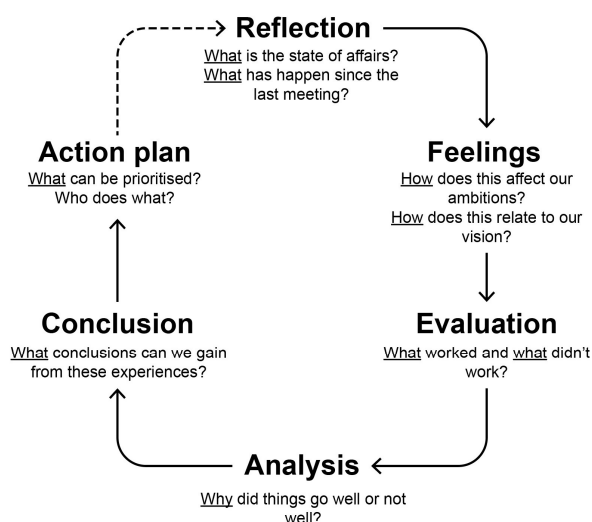 Reflection
What is the state of affairs?
What has happen since the
last meeting?
Feelings
How does this affect our
ambitions?
How does this relate to our
vision?
Evaluation
What worked and what didn't
work?
Analysis
Why did things go well or not
well?
Conclusion
What conclusions can we gain
from these experiences?
Action plan
What can be prioritised?
Who does what?